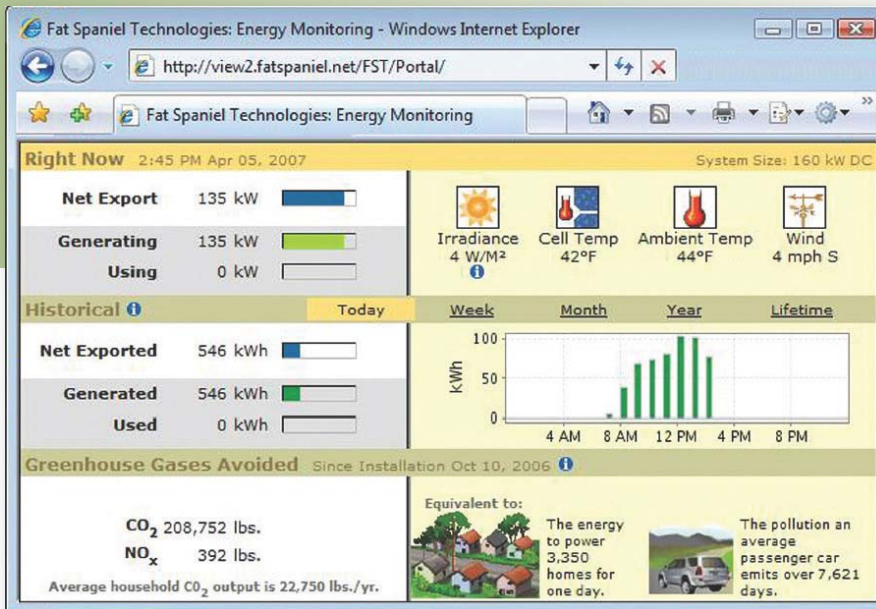 Fat Spaniel Technologies: Energy Monitoring - Windows Internet Explorer
http://view2.fatspaniel.net/FST/Portal/
Fat Spaniel Technologies: Energy Monitoring
Right Now 2:45 PM Apr 05, 2007 System Size: 160 kW DC
Net Export 135 kW
Generating 135 kW
Using 0 kW
Irradiance Cell Temp Ambient Temp Wind
4 W/M² 42°F 44°F 4 mph S
Historical Today Week Month Year Lifetime
Net Exported 546 kWh
Generated 546 kWh
Used 0 kWh
kWh
100
50
0
4 AM 8 AM 12 PM 4 PM 8 PM
Greenhouse Gases Avoided Since Installation Oct 10, 2006
CO₂ 208,752 lbs.
NOx 392 lbs.
Average household CO₂ output is 22,750 lbs./yr.
Equivalent to:
The energy
to power
3,350
homes for
one day.
The pollution an
average
passenger car
emits over 7,621
days.